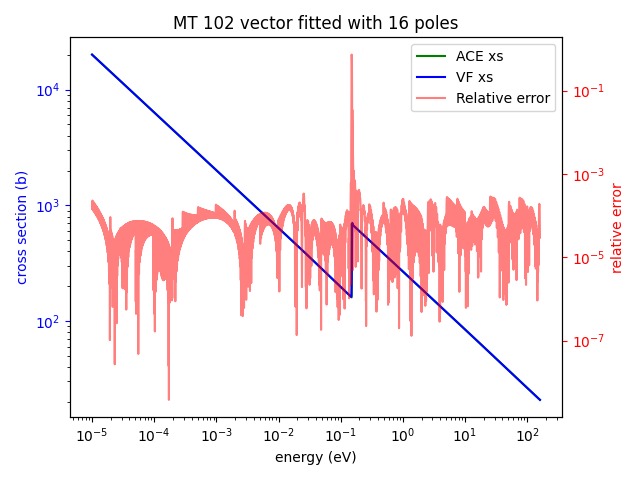 MT 102 vector fitted with 16 poles
ACE xs
VF xs
Relative error
cross section (b)
10^4
10^3
10^2
10^-1
10^-3
10^-5
10^-7
relative error
10^-5 10^-4 10^-3 10^-2 10^-1 10^0 10^1 10^2
energy (eV)